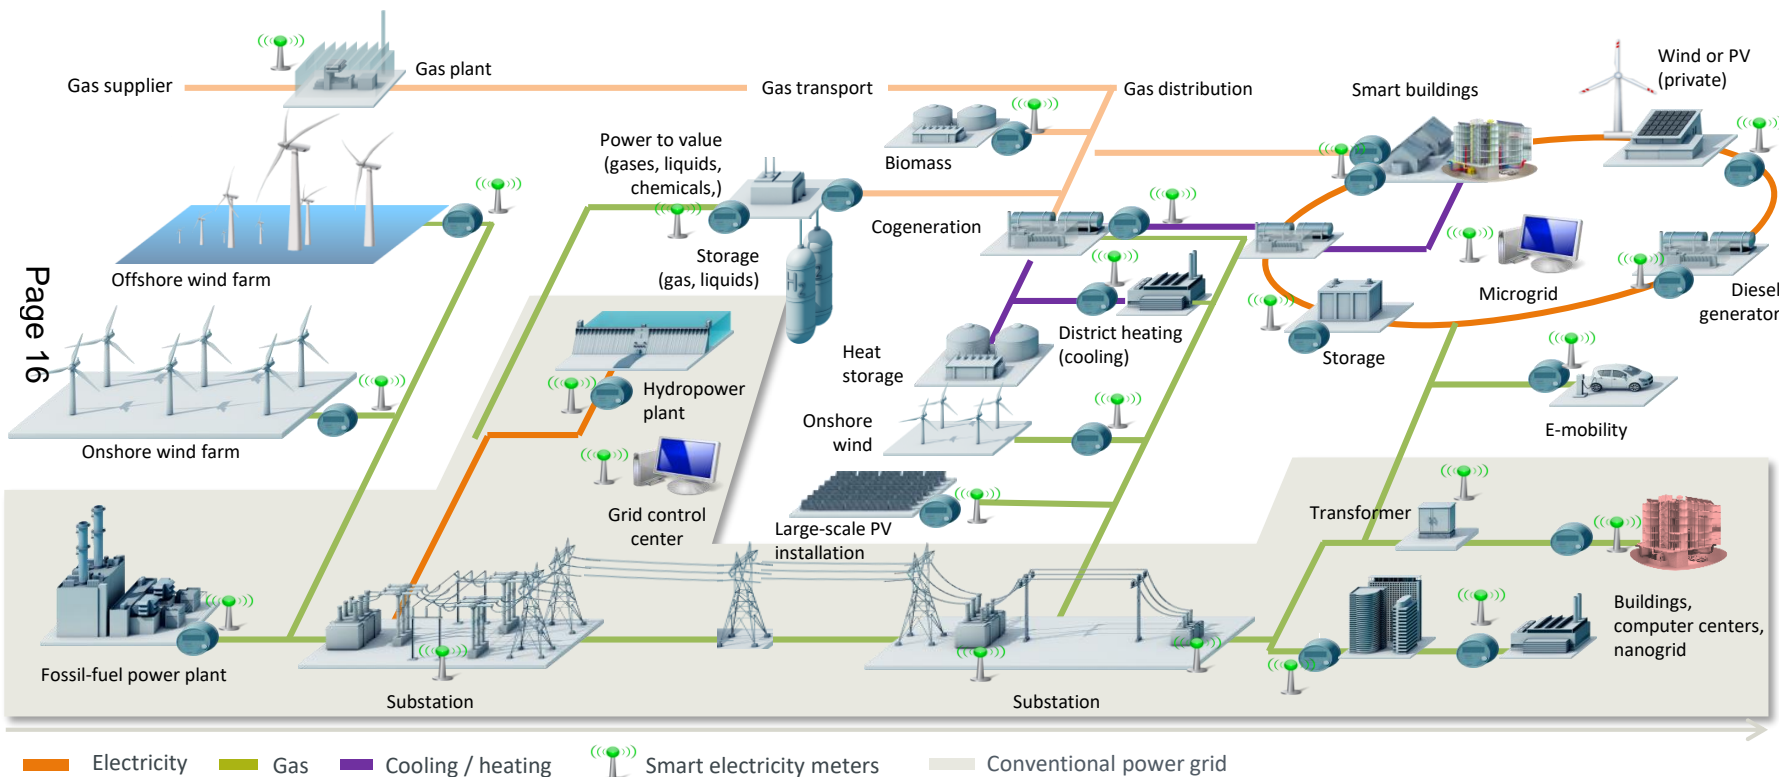 Gas supplier
Gas plant
Gas transport
Gas distribution
Smart buildings
Wind or PV
(private)
Biomass
Power to value
(gases, liquids,
chemicals,)
Cogeneration
Storage
(gas, liquids)
Offshore wind farm
Page 16
Microgrid
Diesel
generator
District heating
(cooling)
Heat
storage
Storage
Hydropower
plant
Onshore
wind
E-mobility
Onshore wind farm
Grid control
center
Large-scale PV
installation
Transformer
Buildings,
computer centers,
nanogrid
Fossil-fuel power plant
Substation
Substation
Electricity
Gas
Cooling / heating
Smart electricity meters
Conventional power grid